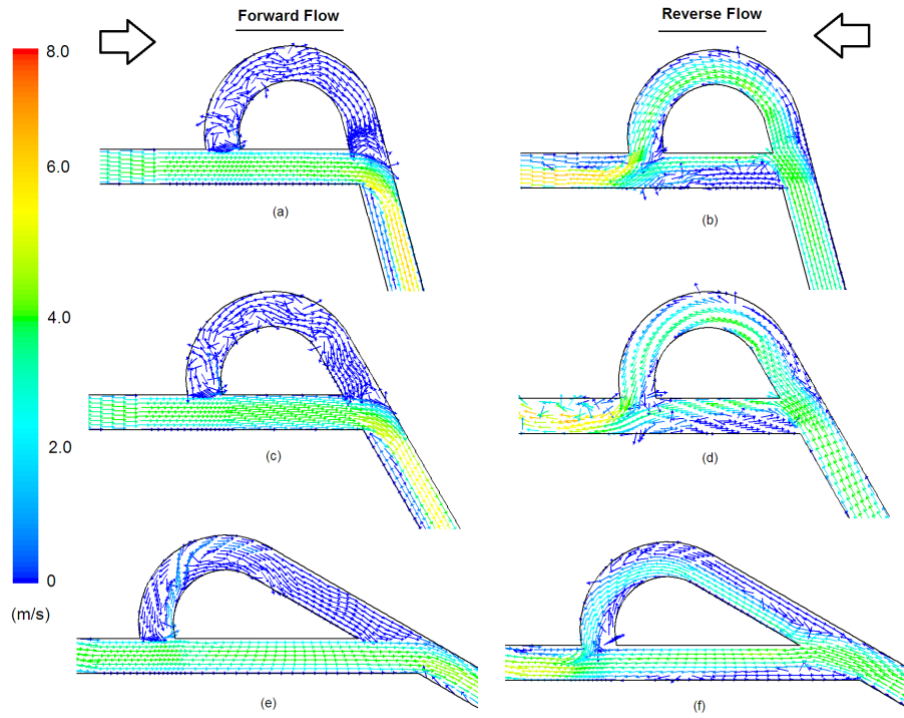 Forward Flow
Reverse Flow
8.0
6.0
4.0
2.0
0
(m/s)
(a)
(b)
(c)
(d)
(e)
(f)